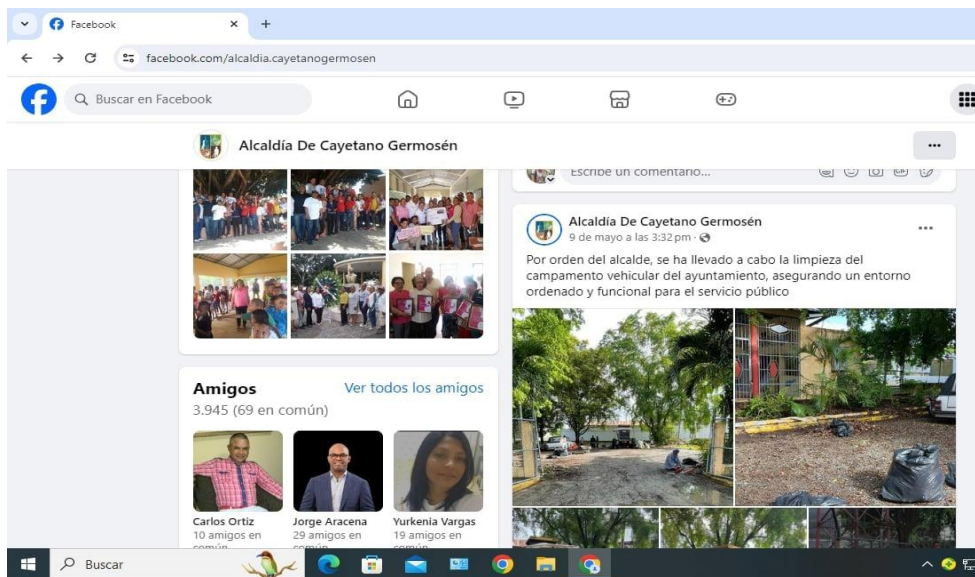 Facebook
facebook.com/alcaldia.cayetanogermosen
Buscar en Facebook
Alcaldía De Cayetano Germosén
Escribe un comentario...
Alcaldía De Cayetano Germosén
9 de mayo a las 3:32 pm ·
Por orden del alcalde, se ha llevado a cabo la limpieza del
campamento vehicular del ayuntamiento, asegurando un entorno
ordenado y funcional para el servicio público
Amigos
Ver todos los amigos
3.945 (69 en común)
Carlos Ortiz
10 amigos en
común
Jorge Aracena
29 amigos en
común
Yurkenia Vargas
19 amigos en
común
Buscar